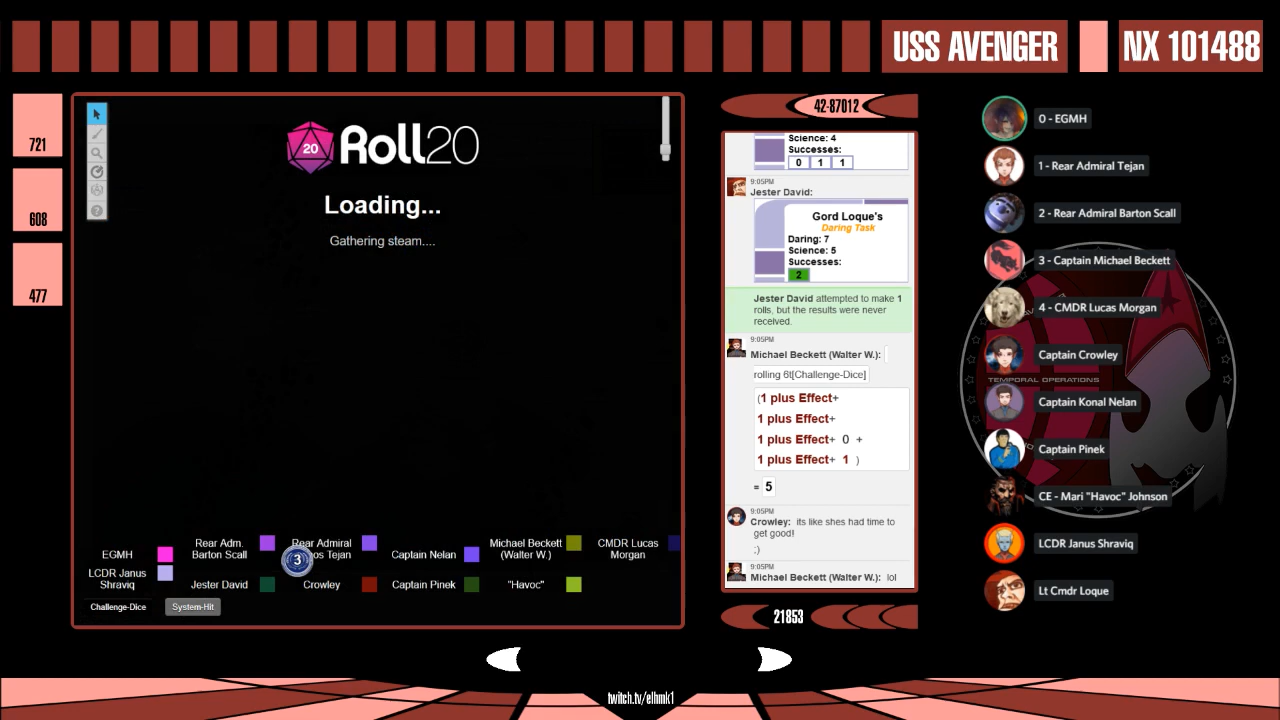 USS AVENGER
NX 101488
721
608
477
20
Roll20
Loading...
Gathering steam....
EGMH
Rear Adm.
Barton Scall
Rear Admiral
os Tejan
3
Captain Nelan
Michael Beckett
(Walter W.)
CMDR Lucas
Morgan
LCDR Janus
Shraviq
Jester David
Crowley
Captain Pinek
"Havoc"
Challenge-Dice
System-Hit
42-87012
Science: 4
Successes:
0 1 1
9:05PM
Jester David:
Gord Loque's
Daring Task
Daring: 7
Science: 5
Successes:
2
Jester David attempted to make 1
rolls, but the results were never
received.
9:05PM
Michael Beckett (Walter W.):
rolling 6t[Challenge-Dice]
(1 plus Effect+
1 plus Effect+
1 plus Effect+ 0 +
1 plus Effect+ 1 )
= 5
9:05PM
Crowley: its like shes had time to
get good!
;)
9:05PM
Michael Beckett (Walter W.): lol
21853
0 - EGMH
1 - Rear Admiral Tejan
2 - Rear Admiral Barton Scall
3 - Captain Michael Beckett
4 - CMDR Lucas Morgan
Captain Crowley
TEMPORAL OPERATIONS
Captain Konal Nelan
Captain Pinek
CE - Mari "Havoc" Johnson
LCDR Janus Shraviq
Lt Cmdr Loque
twitch.tv/elhmk1